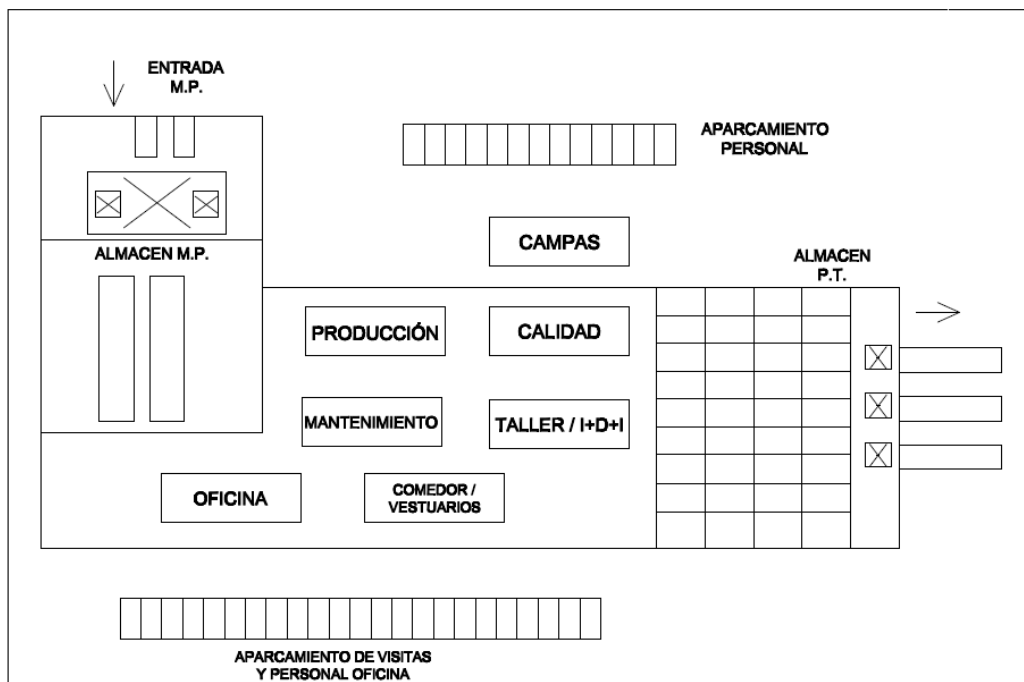 ENTRADA
M.P.
APARCAMIENTO
PERSONAL
CAMPAS
ALMACEN M.P.
ALMACEN
P.T.
PRODUCCIÓN
CALIDAD
MANTENIMIENTO
TALLER / I+D+I
OFICINA
COMEDOR /
VESTUARIOS
APARCAMIENTO DE VISITAS
Y PERSONAL OFICINA